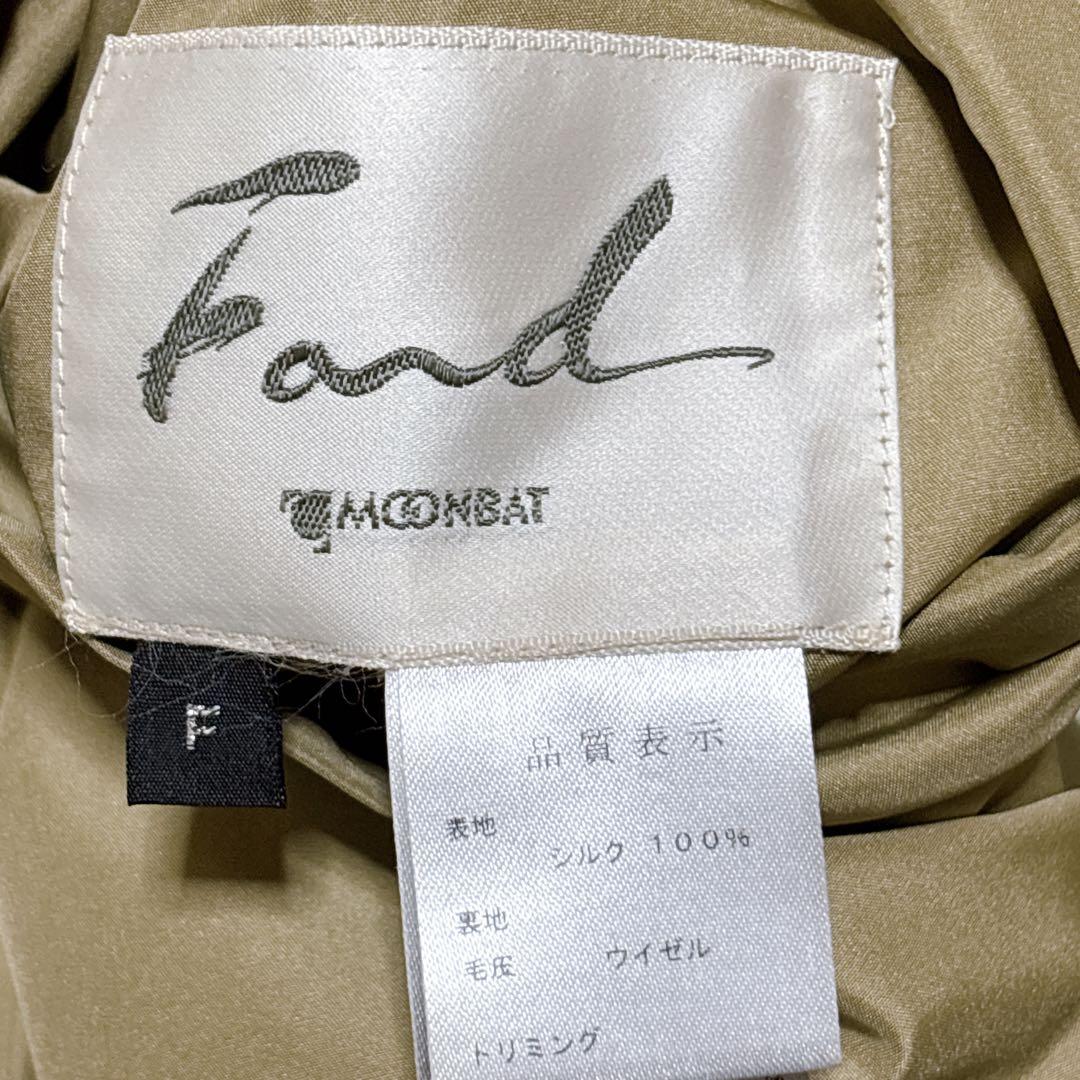 Fond
MOONBAT
F
品質表示
表地
シルク 100%
裏地
毛皮 ウイゼル
トリミング